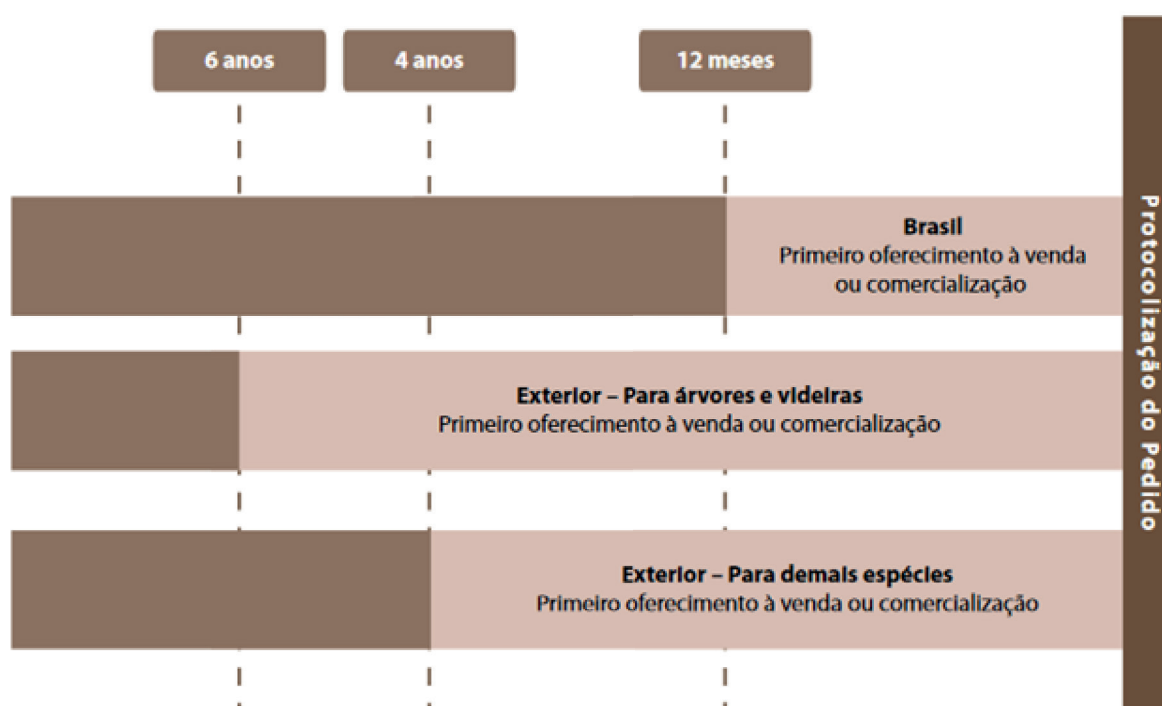 6 anos
4 anos
12 meses
Brasil
Primeiro oferecimento à venda
ou comercialização
Exterior – Para árvores e videiras
Primeiro oferecimento à venda ou comercialização
Exterior – Para demais espécies
Primeiro oferecimento à venda ou comercialização
Protocolização do Pedido